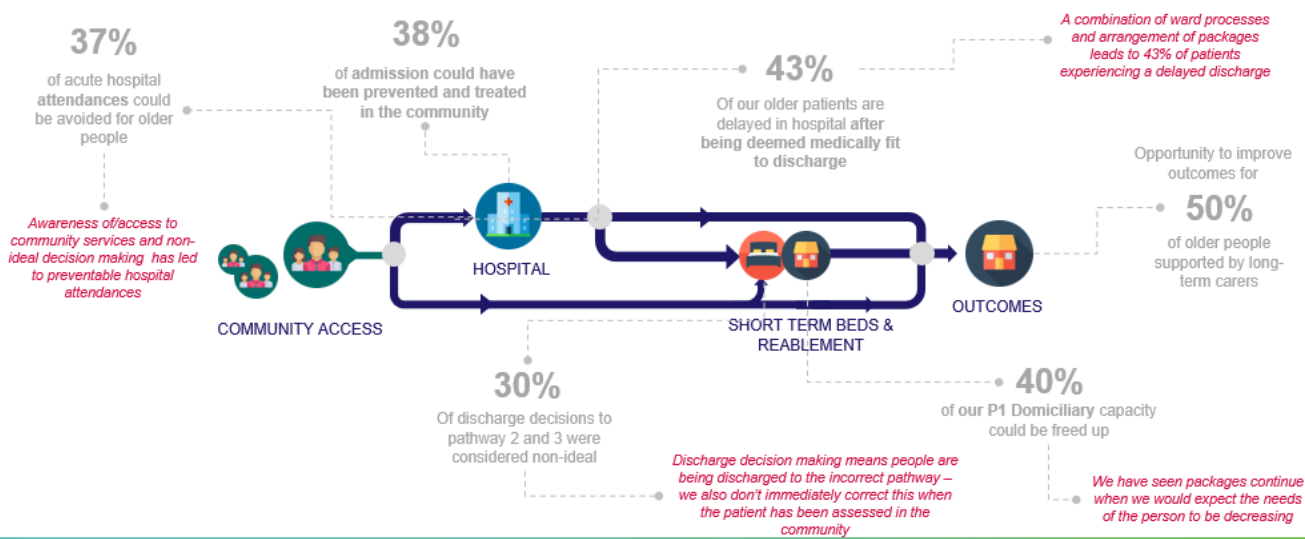 37%
of acute hospital
attendances could
be avoided for older
people
Awareness of/access to
community services and non-
ideal decision making  has led
to preventable hospital
attendances
38%
of admission could have
been prevented and treated
in the community
43%
Of our older patients are
delayed in hospital after
being deemed medically fit
to discharge
A combination of ward processes
and arrangement of packages
leads to 43% of patients
experiencing a delayed discharge
Opportunity to improve
outcomes for
50%
of older people
supported by long-
term carers
COMMUNITY ACCESS
HOSPITAL
SHORT TERM BEDS &
REABLEMENT
OUTCOMES
30%
Of discharge decisions to
pathway 2 and 3 were
considered non-ideal
Discharge decision making means people are
being discharged to the incorrect pathway –
we also don't immediately correct this when
the patient has been assessed in the
community
40%
of our P1 Domiciliary capacity
could be freed up
We have seen packages continue
when we would expect the needs
of the person to be decreasing